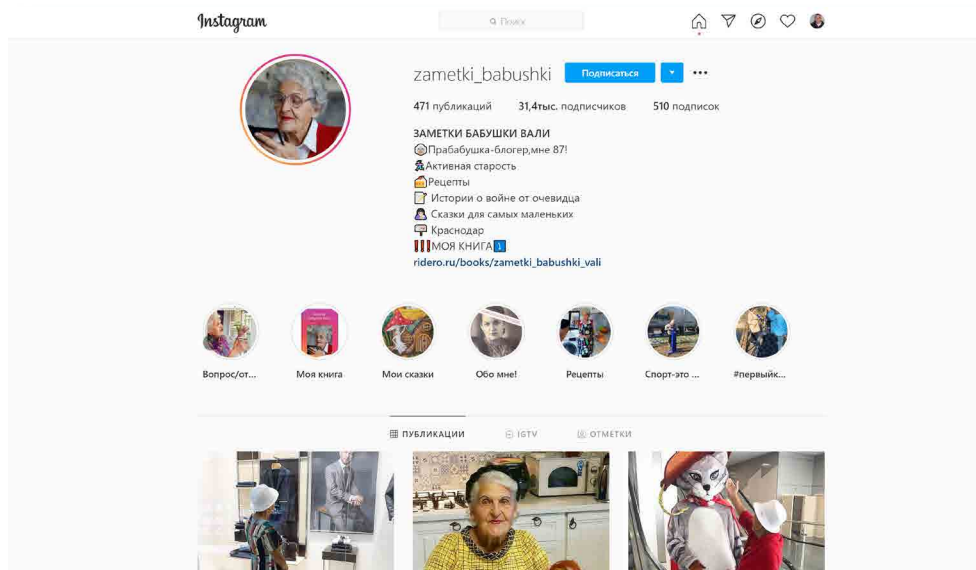 Instagram
Поиск
zametki_babushki Подписаться
471 публикаций 31,4тыс. подписчиков 510 подписок
ЗАМЕТКИ БАБУШКИ ВАЛИ
Прабабушка-блогер,мне 87!
Активная старость
Рецепты
Истории о войне от очевидца
Сказки для самых маленьких
Краснодар
МОЯ КНИГА
ridero.ru/books/zametki_babushki_vali
Вопрос/от... Моя книга Мои сказки Обо мне! Рецепты Спорт-это ... #первыйк...
ПУБЛИКАЦИИ IGTV ОТМЕТКИ